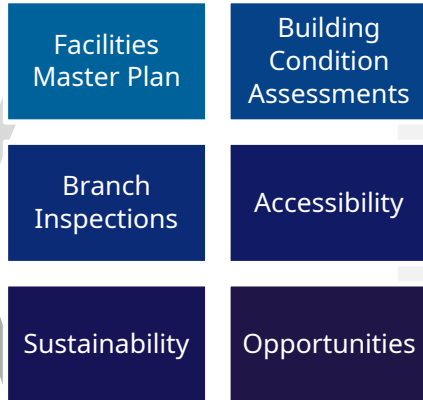 Facilities
Master Plan
Building
Condition
Assessments
Branch
Inspections
Accessibility
Sustainability
Opportunities